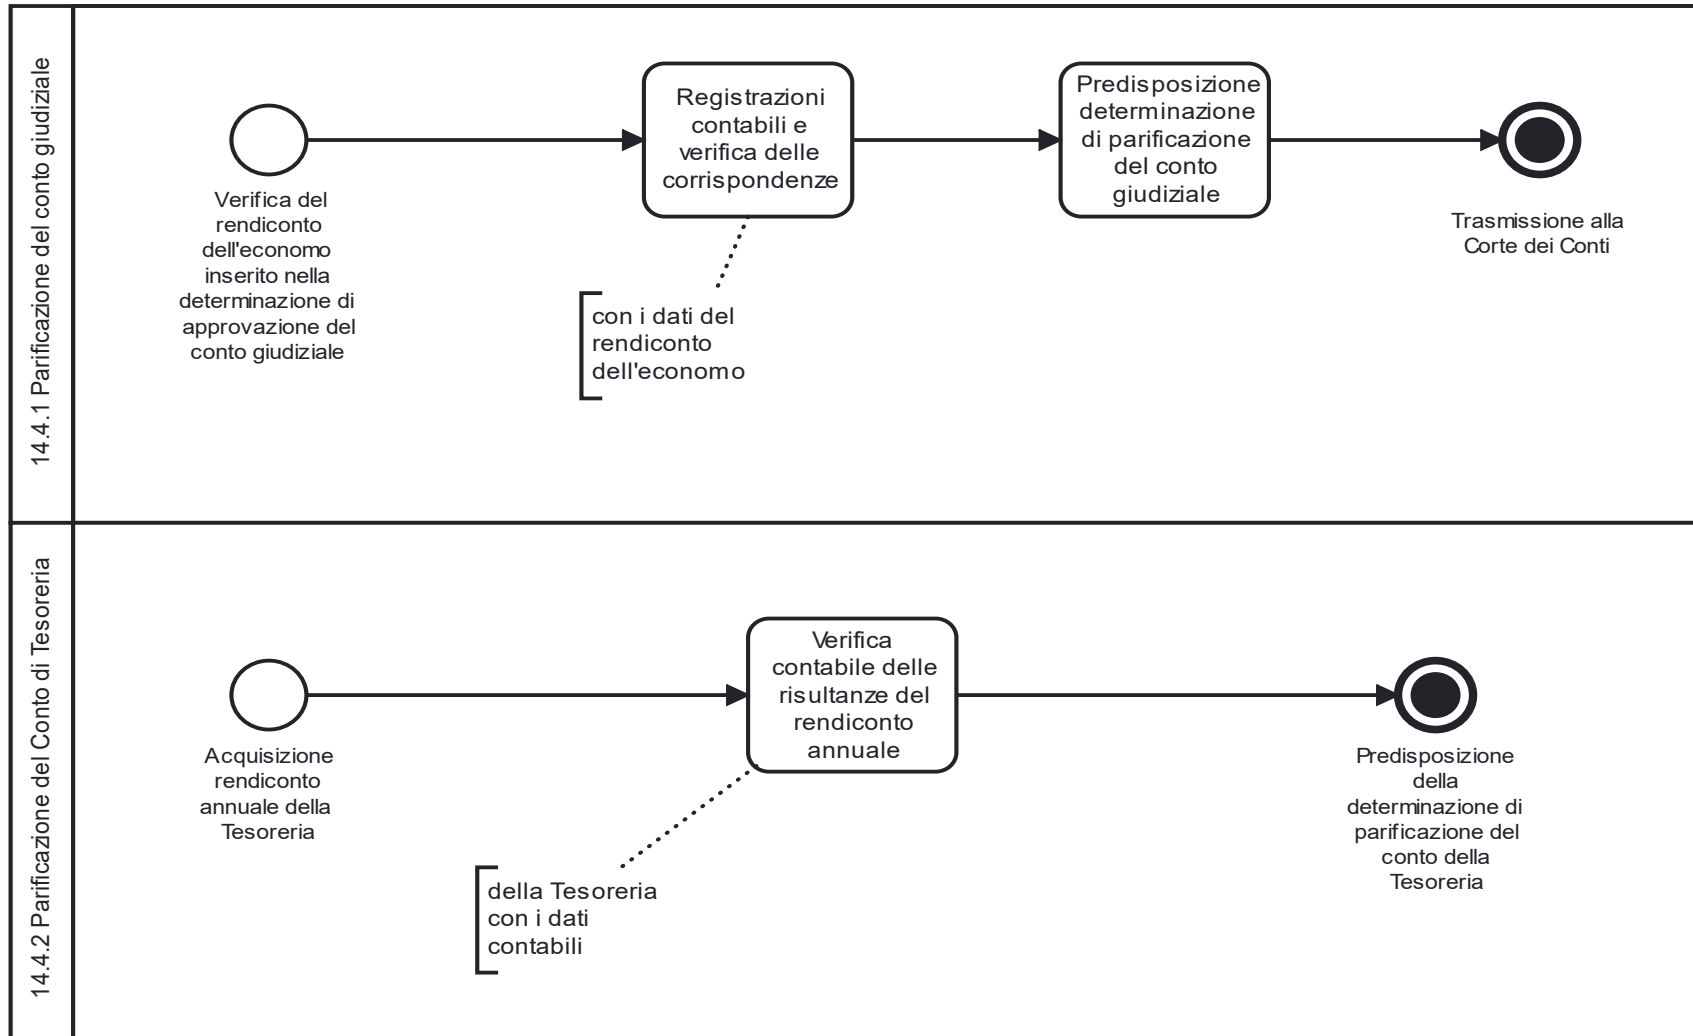 14.4.1 Parificazione del conto giudiziale
Verifica del
rendiconto
dell'economo
inserito nella
determinazione di
approvazione del
conto giudiziale
Registrazioni
contabili e
verifica delle
corrispondenze
con i dati del
rendiconto
dell'economo
Predisposizione
determinazione
di parificazione
del conto
giudiziale
Trasmissione alla
Corte dei Conti
14.4.2 Parificazione del Conto di Tesoreria
Acquisizione
rendiconto
annuale della
Tesoreria
Verifica
contabile delle
risultanze del
rendiconto
annuale
della Tesoreria
con i dati
contabili
Predisposizione
della
determinazione di
parificazione del
conto della
Tesoreria